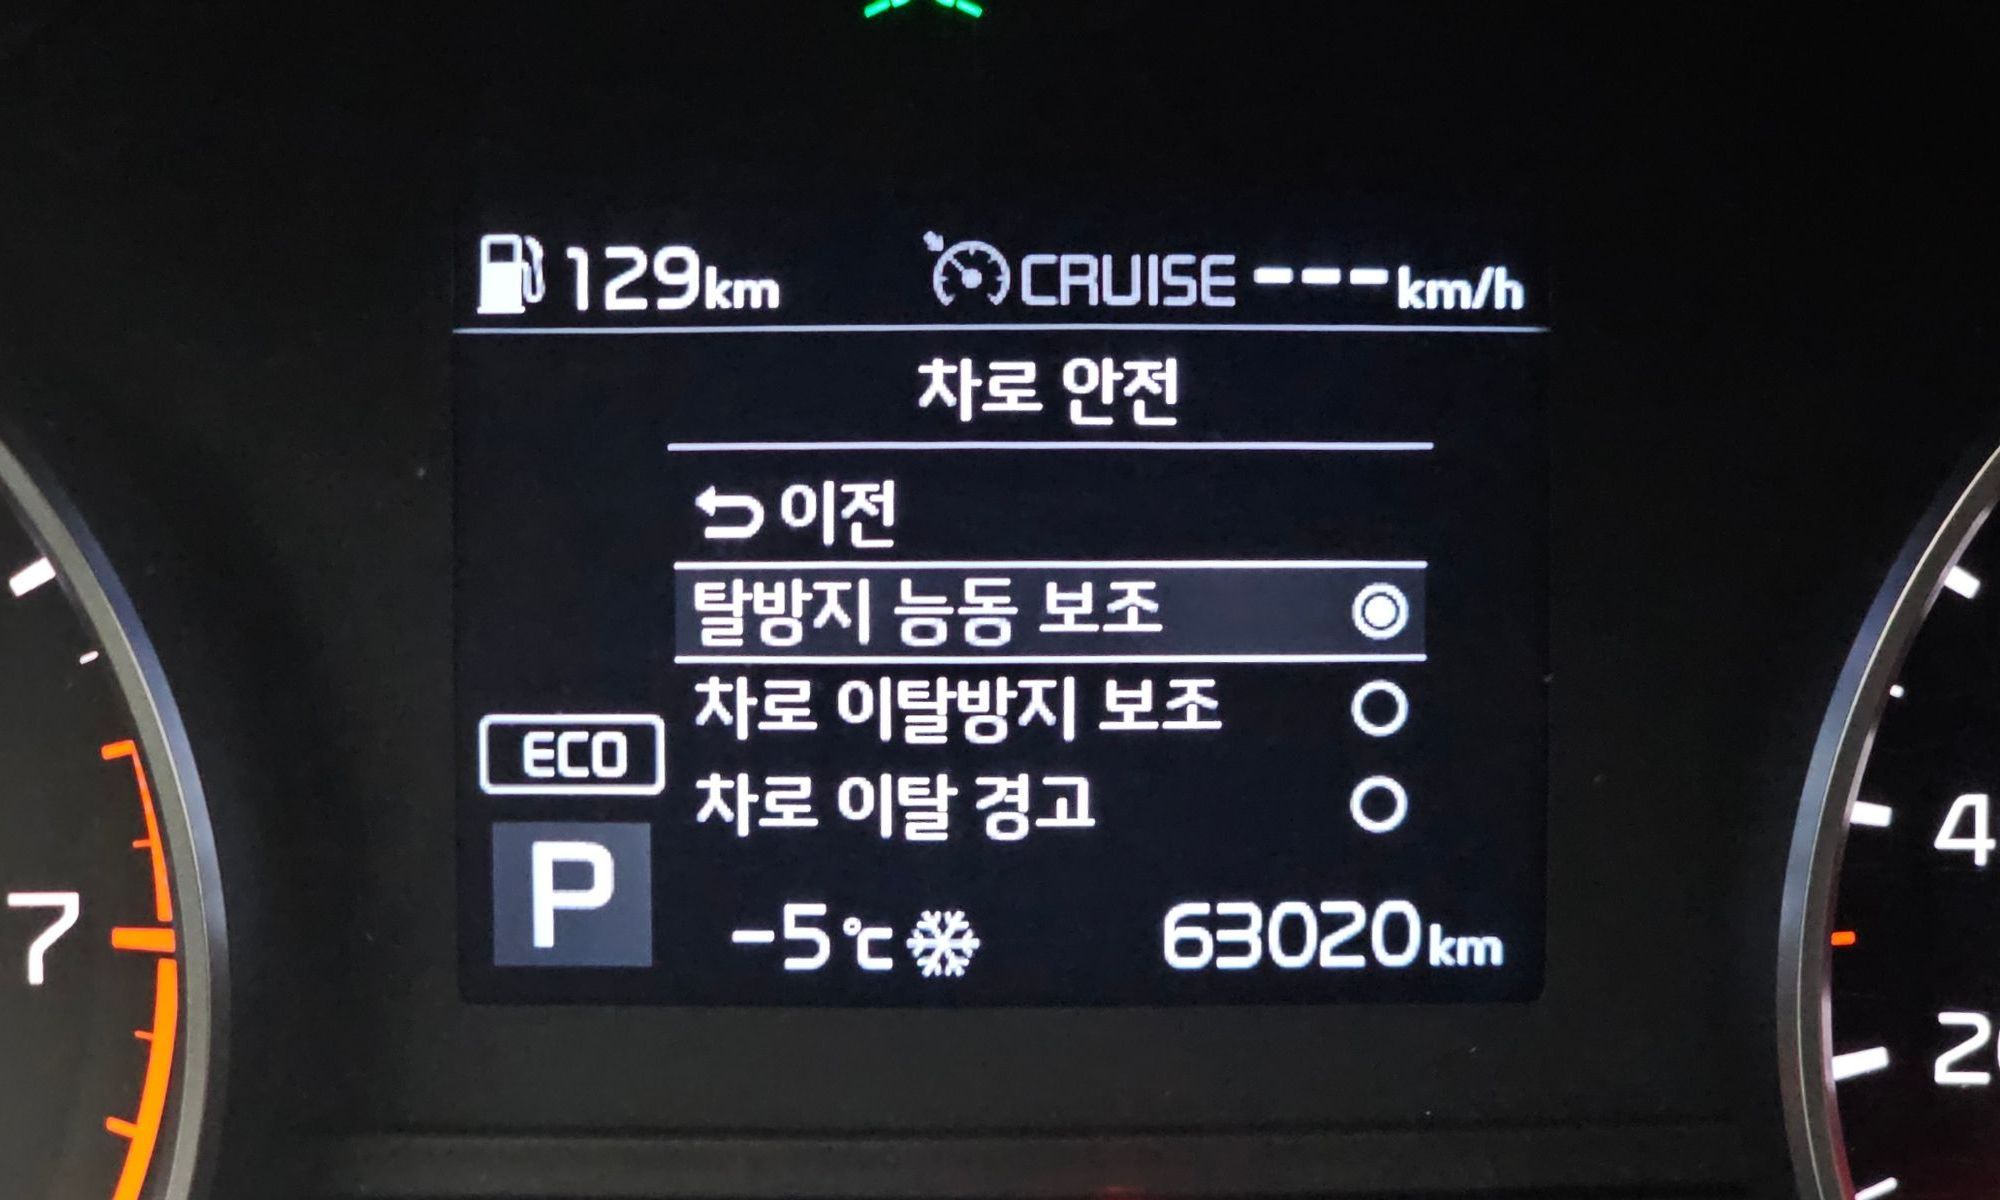 129km CRUISE ---km/h
차로 안전
이전
탈방지 능동 보조
차로 이탈방지 보조
ECO
차로 이탈 경고
P
-5℃ 63020km
7
4
2